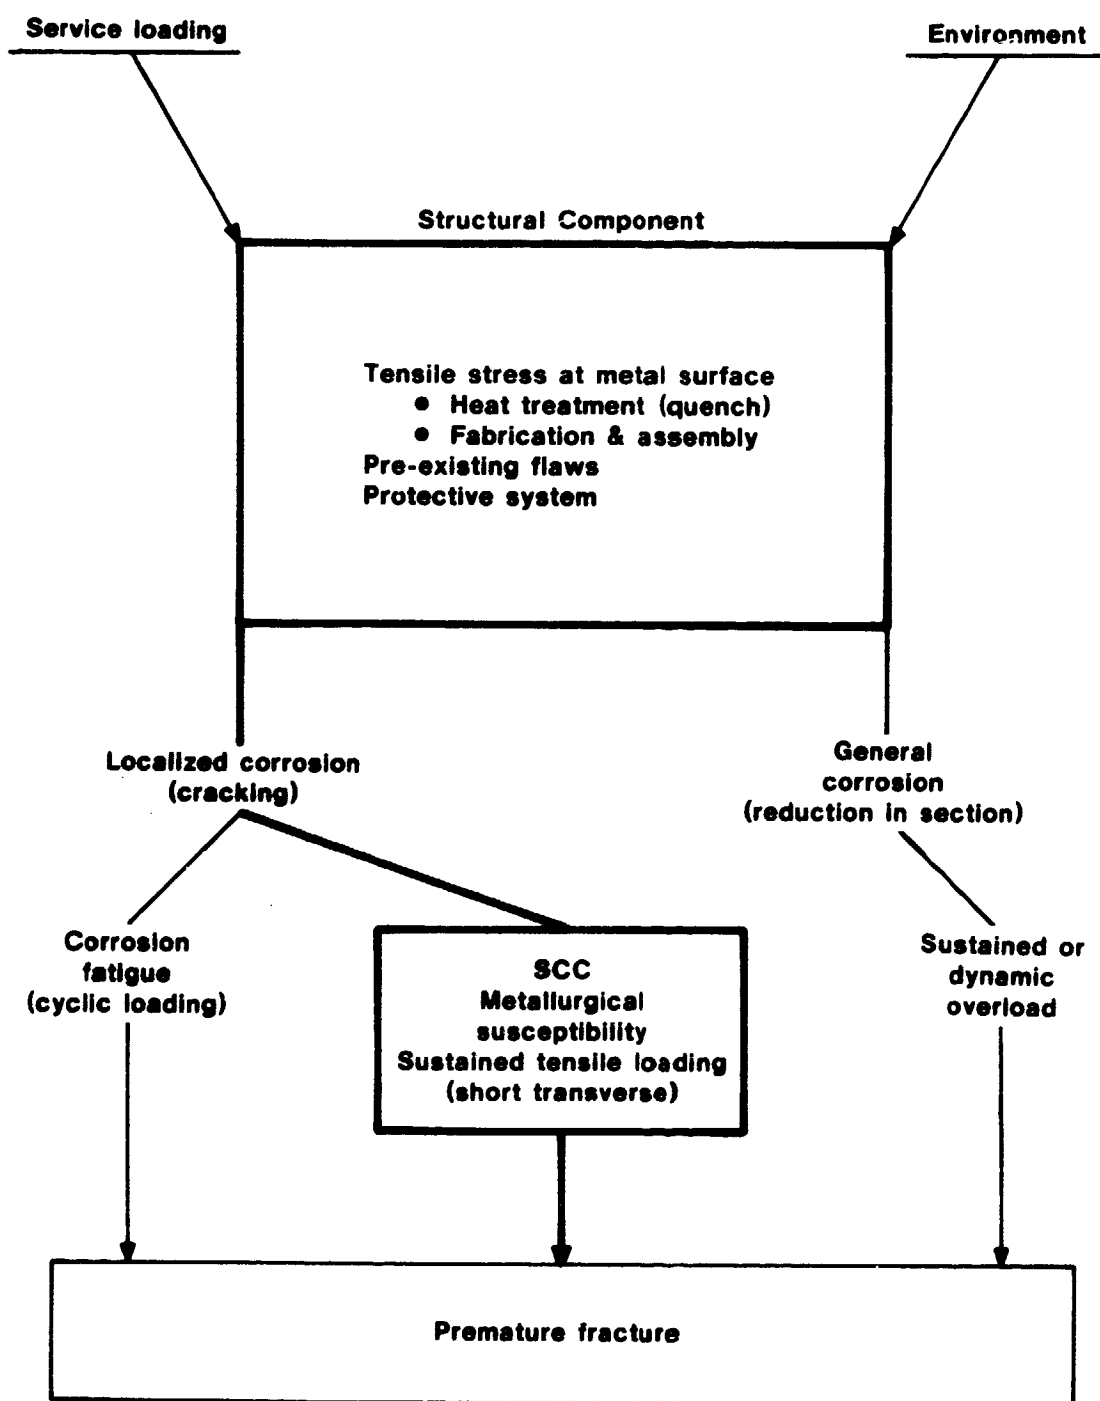 Service loading
Environment
Structural Component
Tensile stress at metal surface
● Heat treatment (quench)
● Fabrication & assembly
Pre-existing flaws
Protective system
Localized corrosion
(cracking)
General
corrosion
(reduction in section)
Corrosion
fatigue
(cyclic loading)
SCC
Metallurgical
susceptibility
Sustained tensile loading
(short transverse)
Sustained or
dynamic
overload
Premature fracture